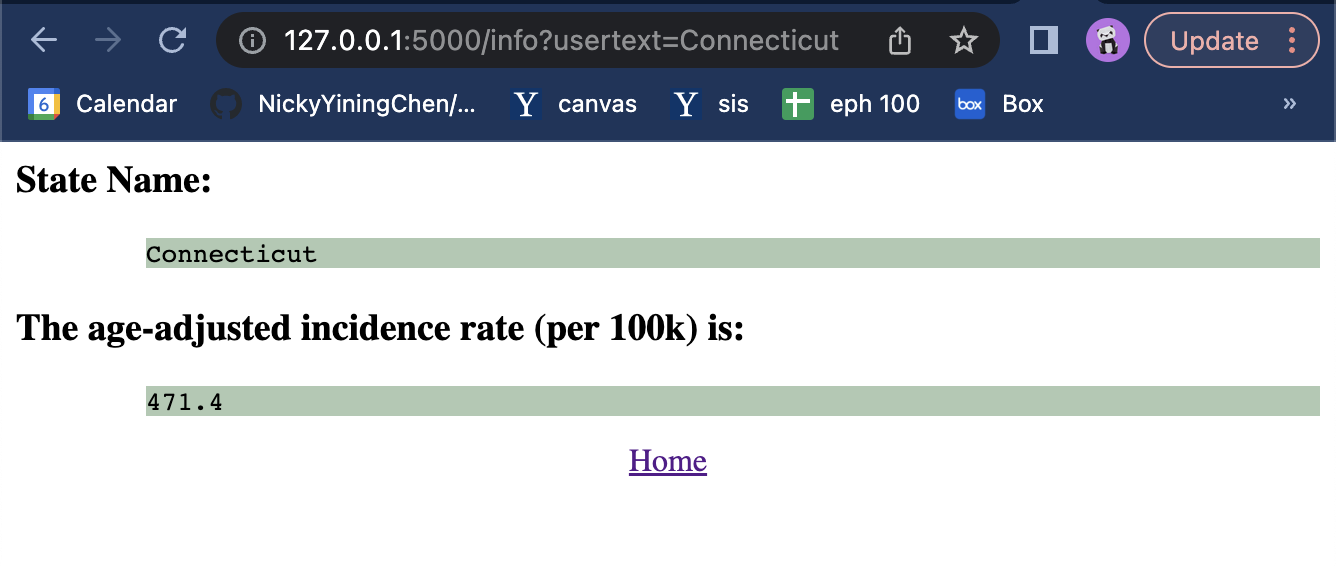 127.0.0.1:5000/info?usertext=Connecticut
Update
6 Calendar NickyYiningChen/... Y canvas Y sis eph 100 box Box »
State Name:
Connecticut
The age-adjusted incidence rate (per 100k) is:
471.4
Home